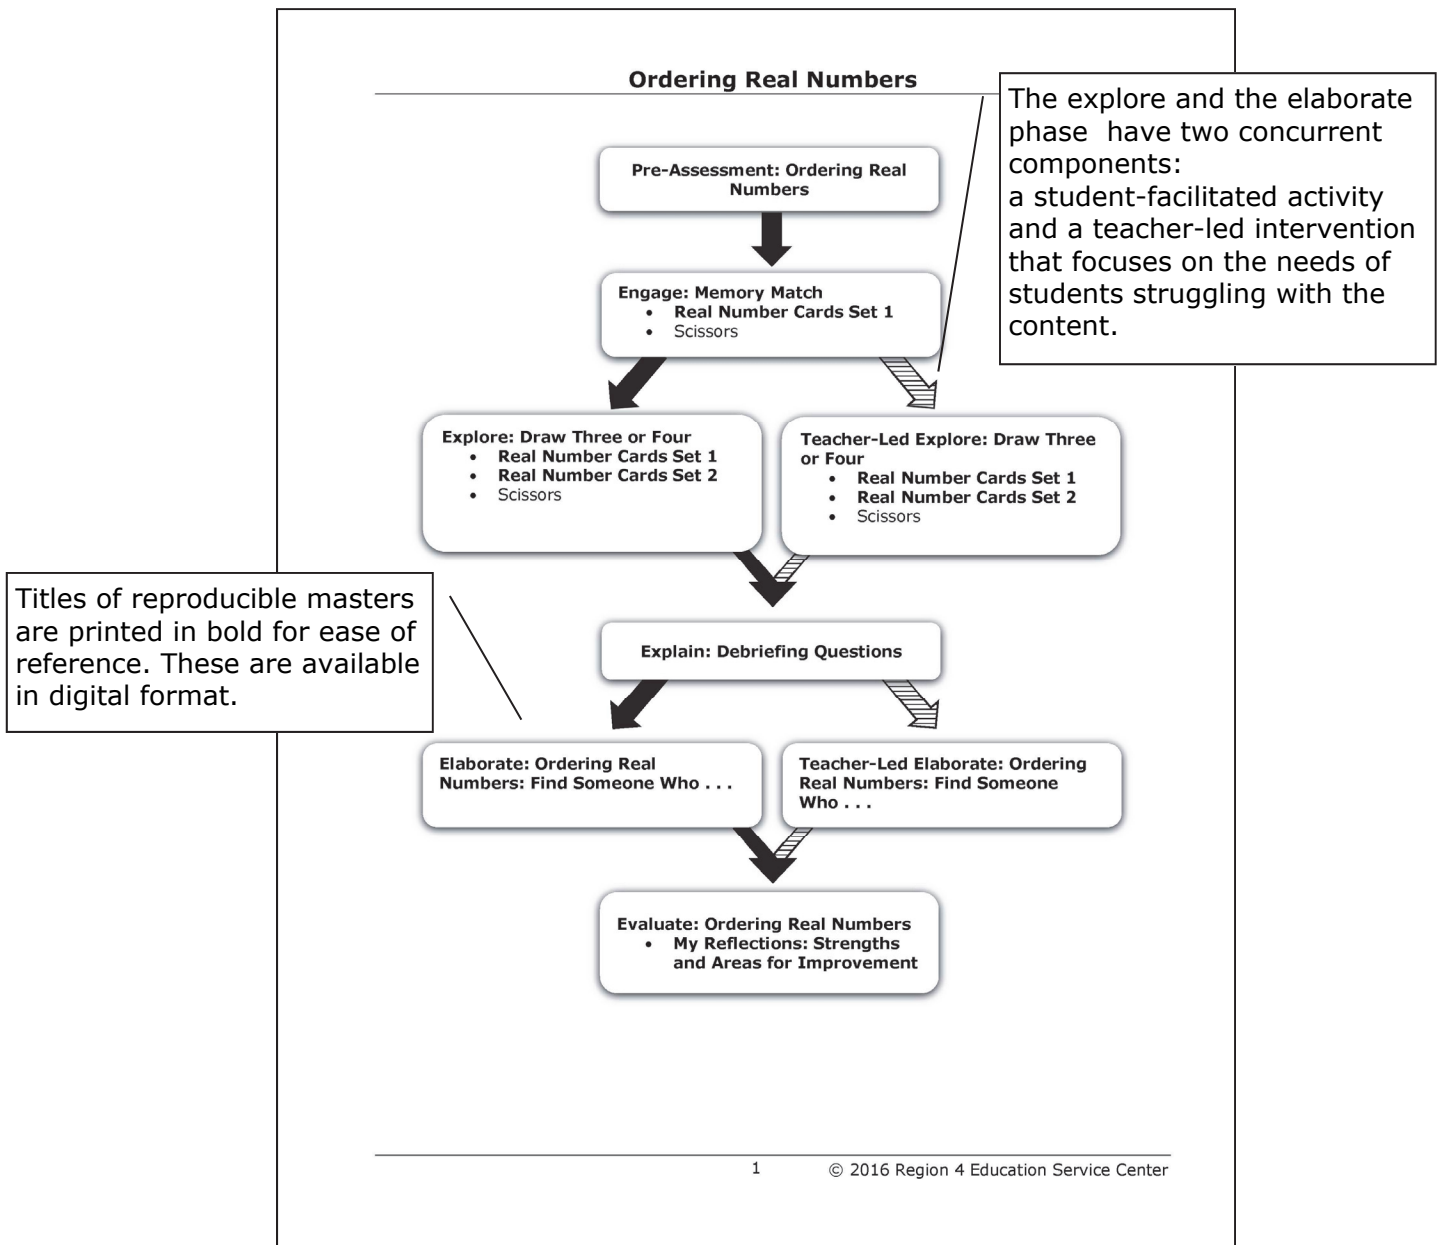 Ordering Real Numbers
The explore and the elaborate
phase have two concurrent
components:
a student-facilitated activity
and a teacher-led intervention
that focuses on the needs of
students struggling with the
content.
Pre-Assessment: Ordering Real
Numbers
Engage: Memory Match
• Real Number Cards Set 1
• Scissors
Explore: Draw Three or Four
• Real Number Cards Set 1
• Real Number Cards Set 2
• Scissors
Teacher-Led Explore: Draw Three
or Four
• Real Number Cards Set 1
• Real Number Cards Set 2
• Scissors
Titles of reproducible masters
are printed in bold for ease of
reference. These are available
in digital format.
Explain: Debriefing Questions
Elaborate: Ordering Real
Numbers: Find Someone Who . . .
Teacher-Led Elaborate: Ordering
Real Numbers: Find Someone
Who . . .
Evaluate: Ordering Real Numbers
• My Reflections: Strengths
and Areas for Improvement
1 © 2016 Region 4 Education Service Center